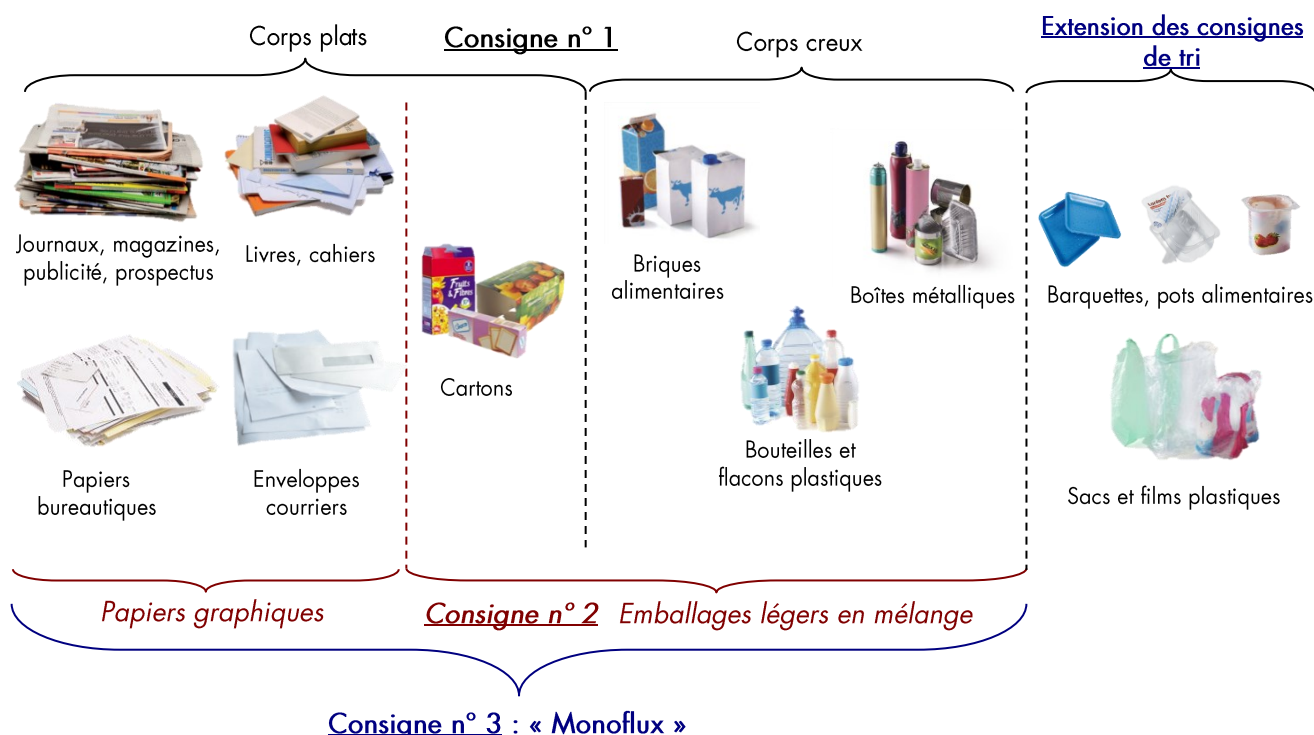 Corps plats
Consigne n° 1
Corps creux
Extension des consignes
de tri
Journaux, magazines,
publicité, prospectus
Livres, cahiers
Cartons
Briques
alimentaires
Boîtes métalliques
Barquettes, pots alimentaires
Papiers
bureautiques
Enveloppes
courriers
Bouteilles et
flacons plastiques
Sacs et films plastiques
Fruits
& Fibres
Papiers graphiques
Consigne n° 2
Emballages légers en mélange
Consigne n° 3 : « Monoflux »